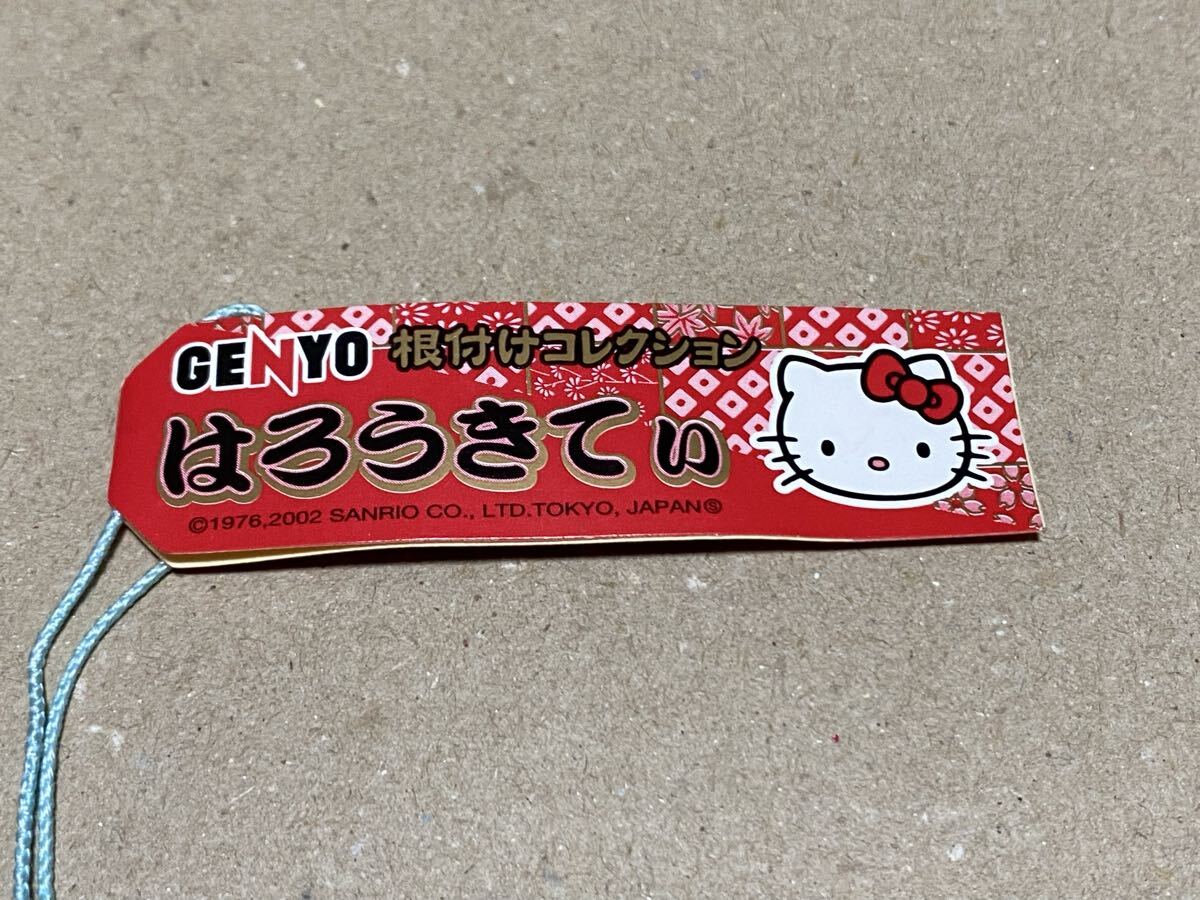 GENYO 根付けコレクション
はろうきてぃ
©1976,2002 SANRIO CO., LTD.TOKYO, JAPANⓈ